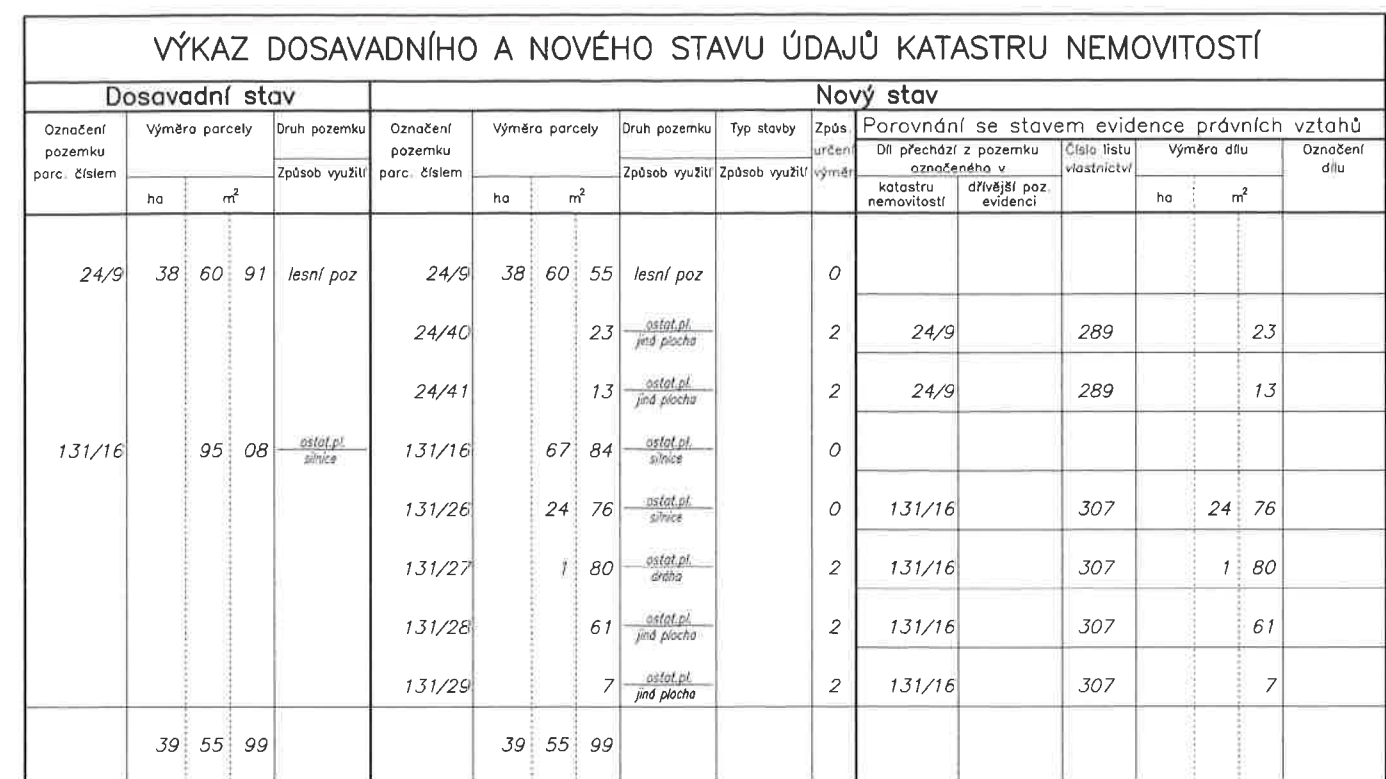 VÝKAZ DOSAVADNÍHO A NOVÉHO STAVU ÚDAJŮ KATASTRU NEMOVITOSTÍ
Dosavadní stav Nový stav
Označení pozemku parc. číslem Výměra parcely Druh pozemku Označení pozemku parc. číslem Výměra parcely Druh pozemku Typ stavby Způs. určení výměr Porovnání se stavem evidence právních vztahů
Způsob využití Způsob využití Způsob využití Díl přechází z pozemku označeného v Číslo listu vlastnictví Výměra dílu Označení dílu
ha m² ha m² katastru nemovitostí dřívější poz. evidenci ha m²
24/9 38 60 91 lesní poz 24/9 38 60 55 lesní poz 0
24/40 23 ostat.pl. jiná plocha 2 24/9 289 23
24/41 13 ostat.pl. jiná plocha 2 24/9 289 13
131/16 95 08 ostat.pl. silnice 131/16 67 84 ostat.pl. silnice 0
131/26 24 76 ostat.pl. silnice 0 131/16 307 24 76
131/27 1 80 ostat.pl. dráha 2 131/16 307 1 80
131/28 61 ostat.pl. jiná plocha 2 131/16 307 61
131/29 7 ostat.pl. jiná plocha 2 131/16 307 7
39 55 99 39 55 99